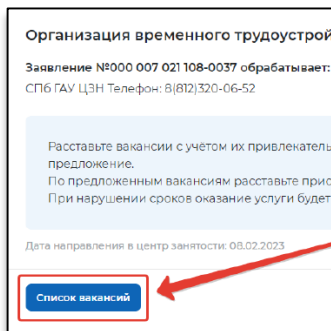 Организация временного трудоустрой
Заявление №000 007 021 108-0037 обрабатывает:
СПб ГАУ ЦЗН Телефон: 8(812)320-06-52
Расставьте вакансии с учётом их привлекатель
предложение.
По предложенным вакансиям расставьте прио
При нарушении сроков оказание услуги будет
Дата направления в центр занятости: 08.02.2023
Список вакансий